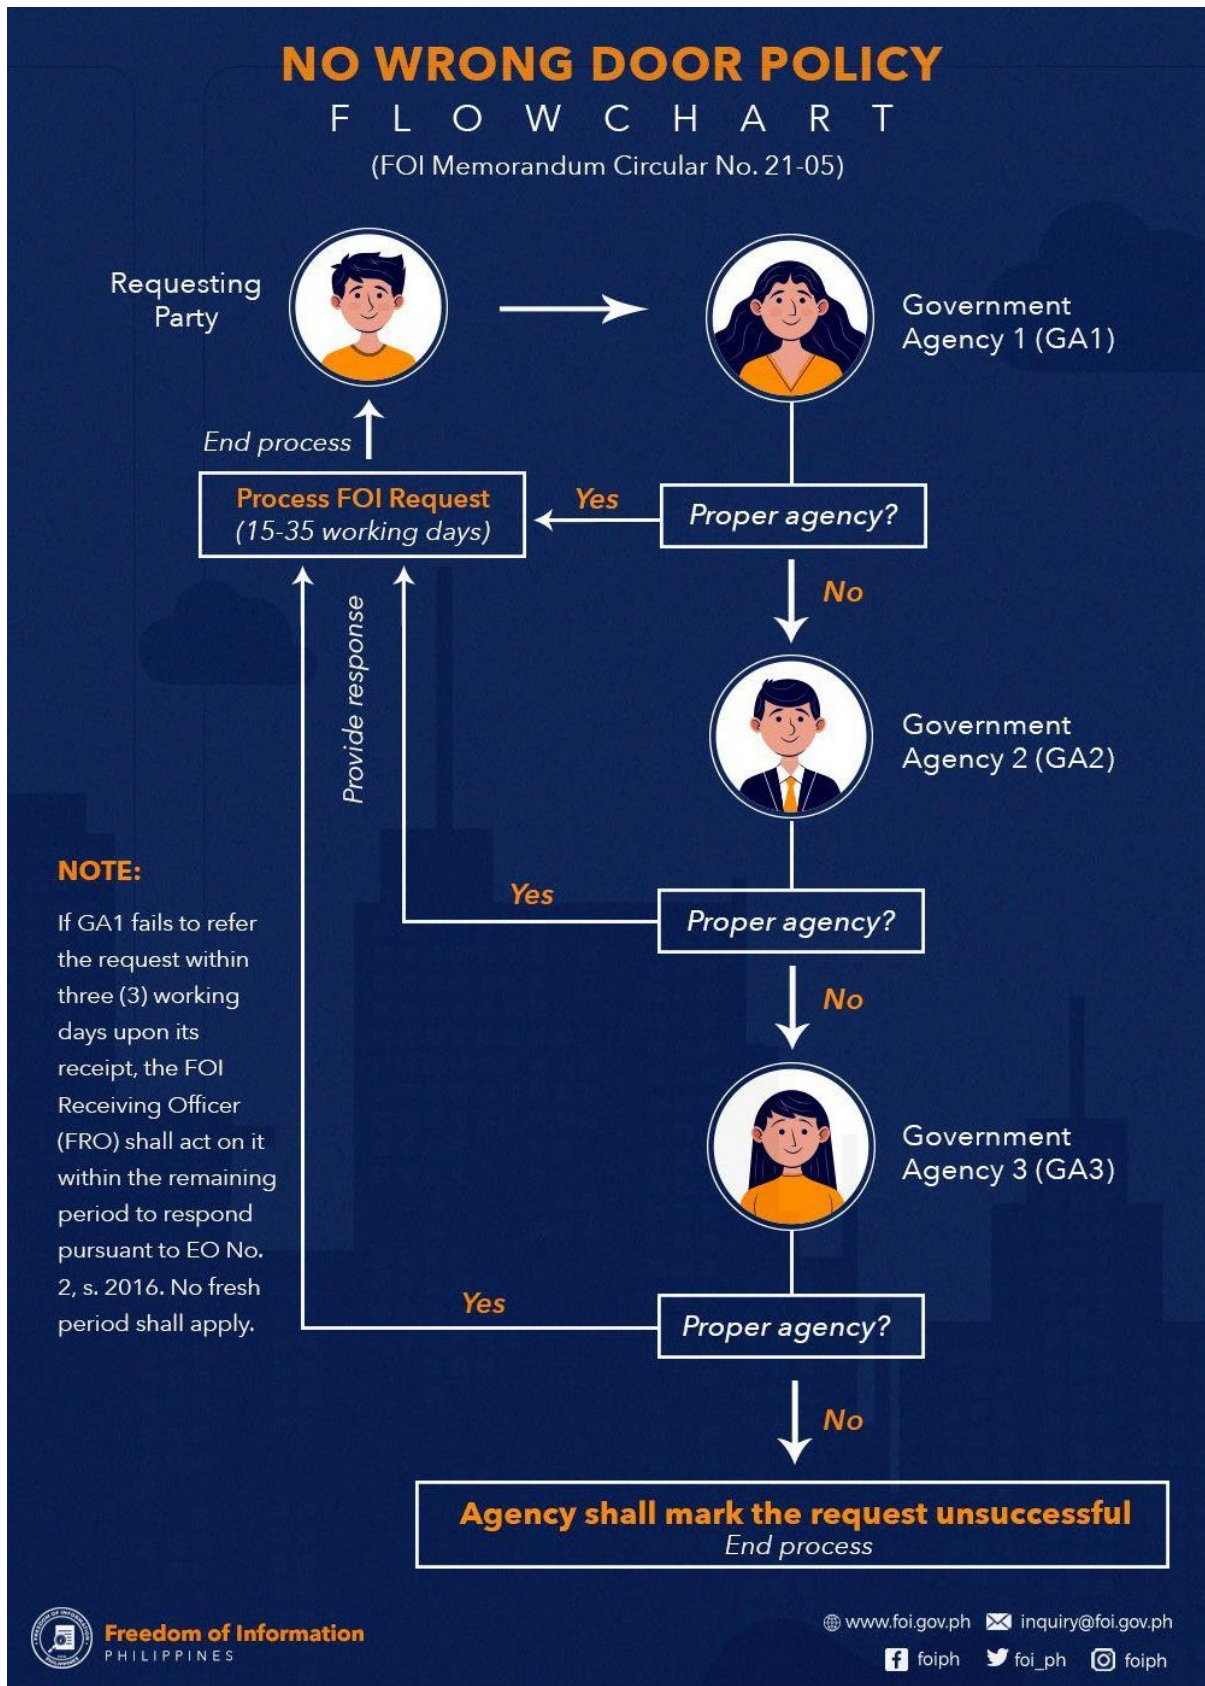 NO WRONG DOOR POLICY
FLOWCHART
(FOI Memorandum Circular No. 21-05)
Requesting
Party
Government
Agency 1 (GA1)
End process
Process FOI Request
(15-35 working days)
Yes
Proper agency?
No
Provide response
Government
Agency 2 (GA2)
Yes
Proper agency?
No
NOTE:
If GA1 fails to refer
the request within
three (3) working
days upon its
receipt, the FOI
Receiving Officer
(FRO) shall act on it
within the remaining
period to respond
pursuant to EO No.
2, s. 2016. No fresh
period shall apply.
Government
Agency 3 (GA3)
Yes
Proper agency?
No
Agency shall mark the request unsuccessful
End process
Freedom of Information
PHILIPPINES
www.foi.gov.ph inquiry@foi.gov.ph
foiph foi_ph foiph